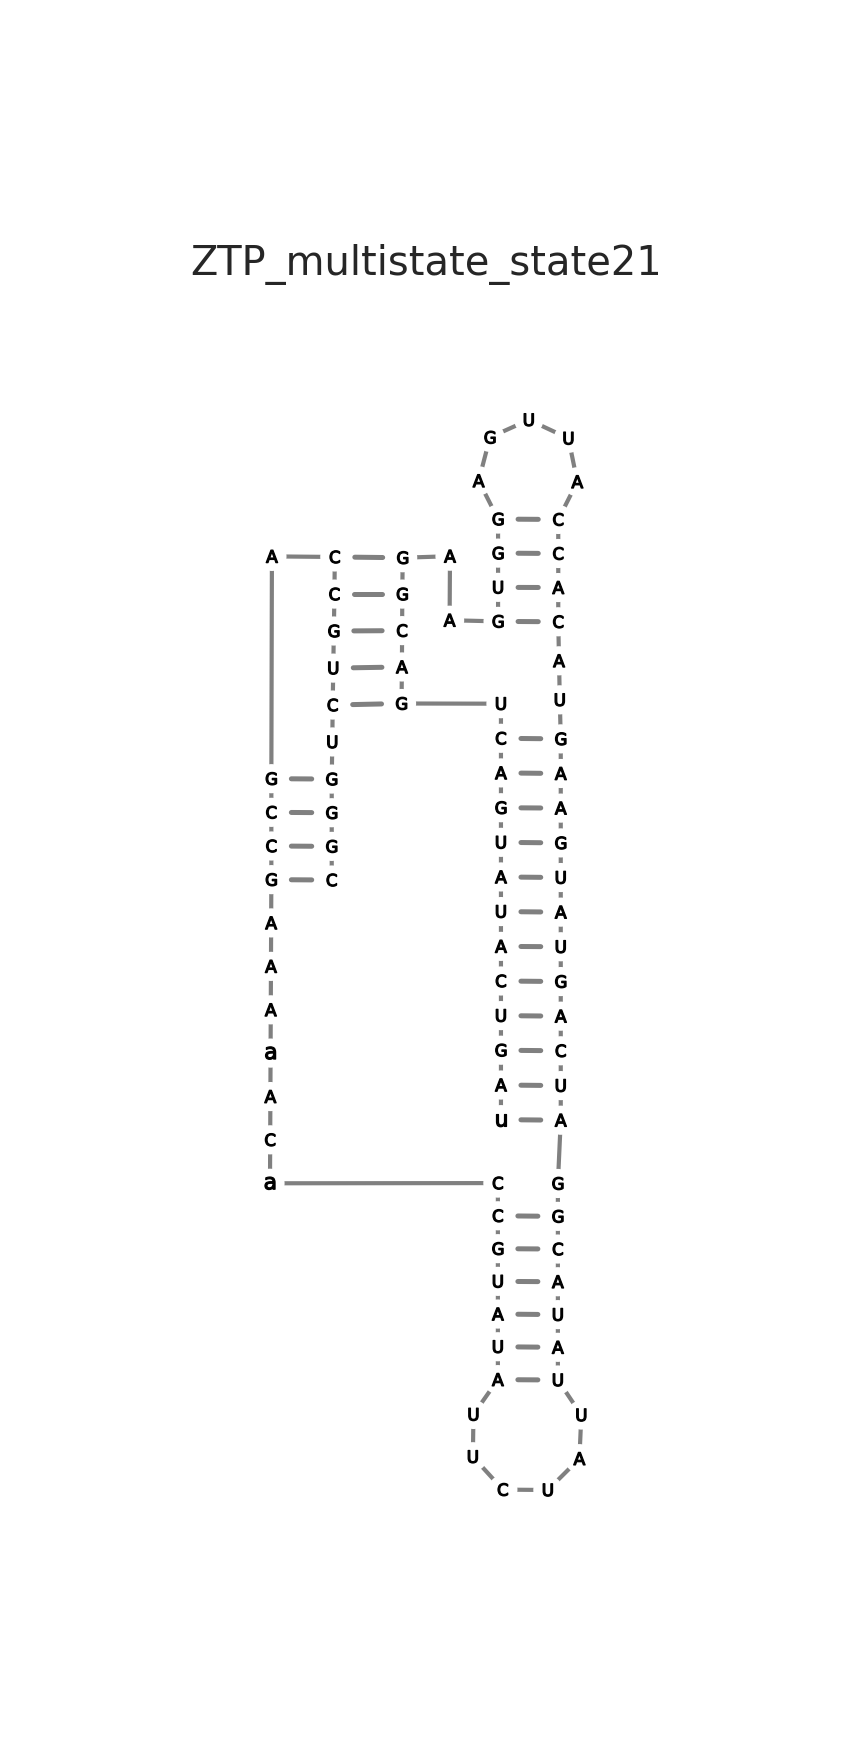 ZTP_multistate_state21
U
G U
A A
G C
A C G A G C
C G U A
G C A G C
U A A
C G U U
U C G
G G A A
C G G A
C G U G
G C A U
A U A
A A U
A C G
a U A
A G C
C A U
u A
a C G
C G
G C
U A
A U
U A
A U
U U
U A
C U